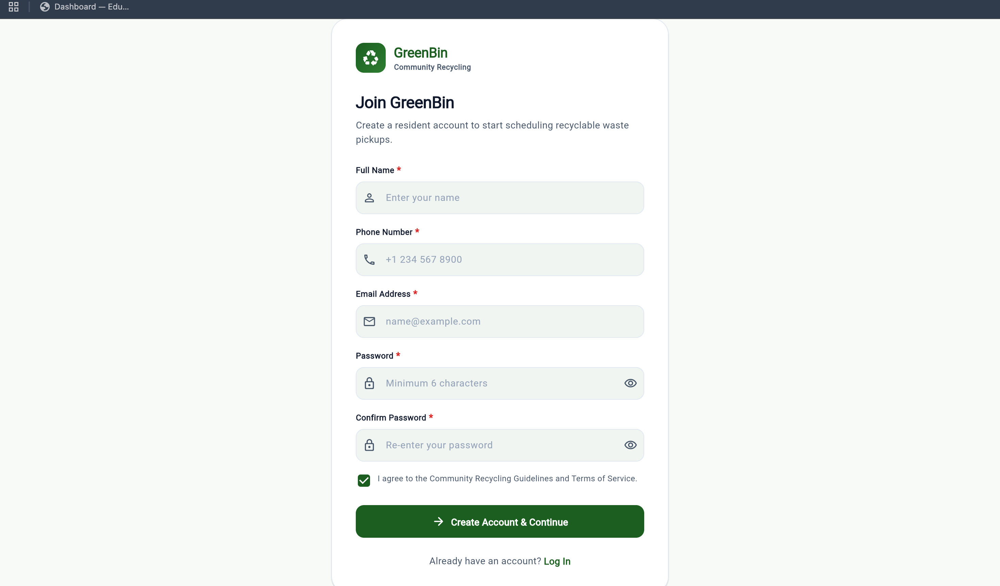 Dashboard — Edu...
GreenBin
Community Recycling
Join GreenBin
Create a resident account to start scheduling recyclable waste
pickups.
Full Name *
Enter your name
Phone Number *
+1 234 567 8900
Email Address *
name@example.com
Password *
Minimum 6 characters
Confirm Password *
Re-enter your password
I agree to the Community Recycling Guidelines and Terms of Service.
Create Account & Continue
Already have an account? Log In